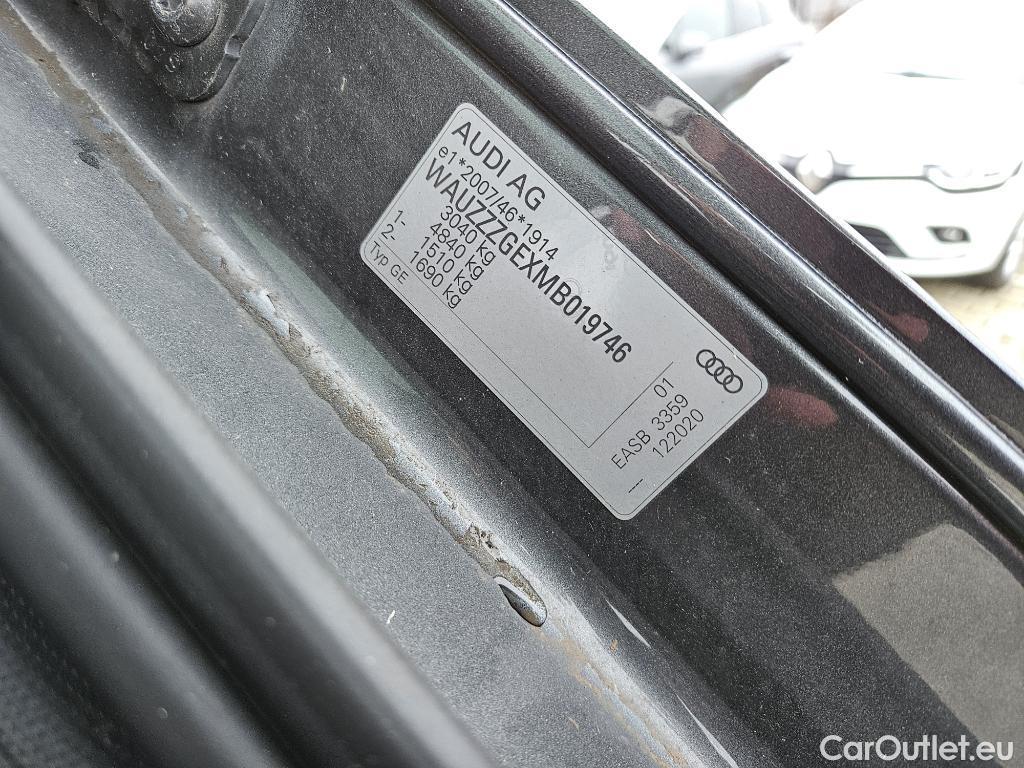 AUDI AG
e1*2007/46*1914
WAUZZZGEXMB019746
3040 kg
4840 kg
1- 1510 kg
2- 1690 kg
Typ GE
01
EASB 3359
122020
--
CarOutlet.eu